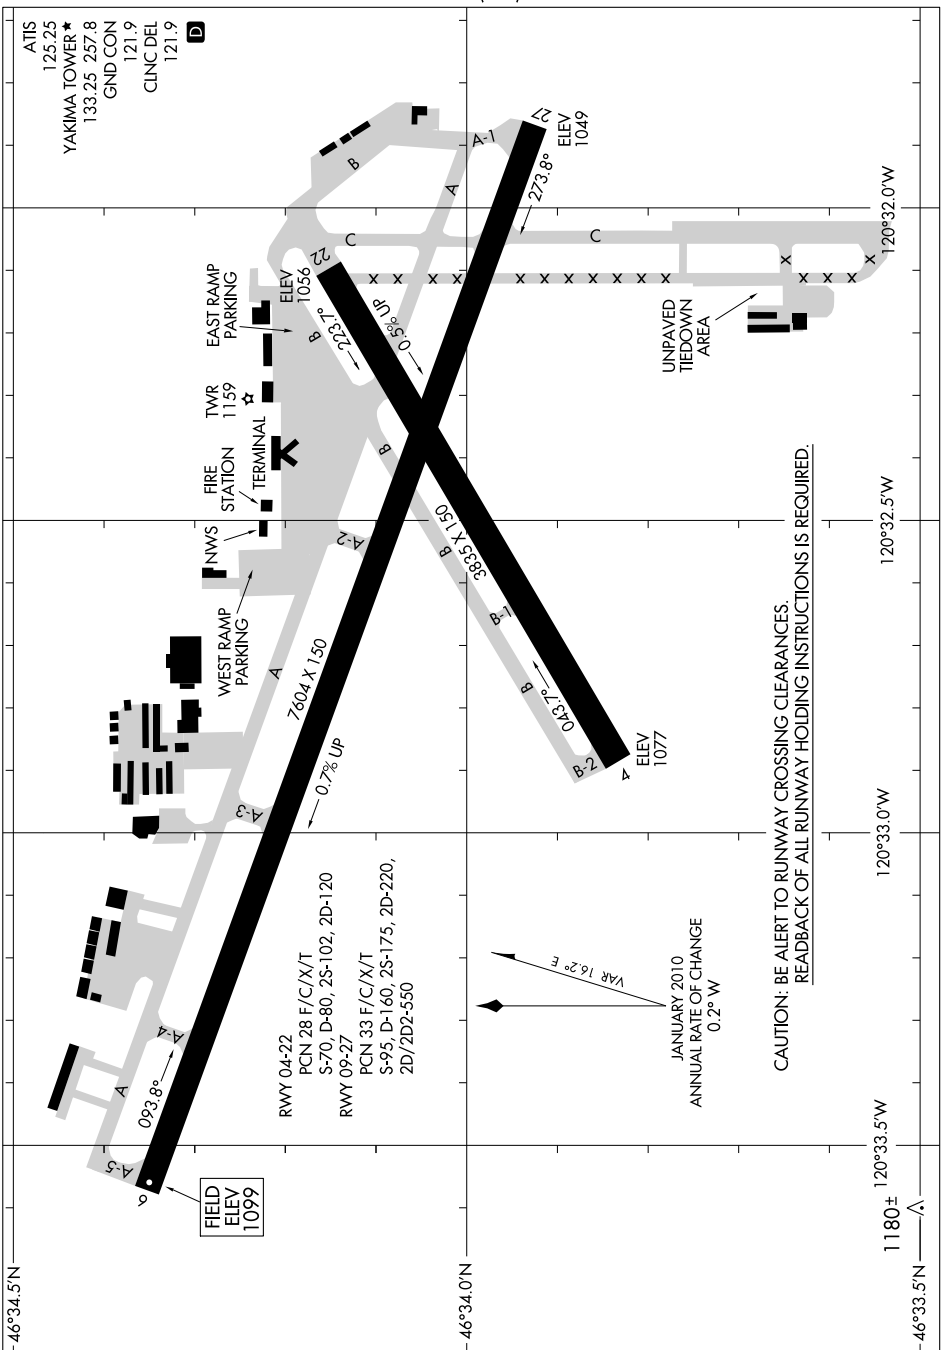 ATIS
125.25
YAKIMA TOWER★
133.25 257.8
GND CON
121.9
CLNC DEL
121.9
D
B
A-1
27
ELEV
1049
A
273.8°
120°32.0'W
C
C
22
ELEV
1056
EAST RAMP
PARKING
B
223.7°
0.5% UP
X X X X X X X X X X X X
X
X
X X X
UNPAVED
TIEDOWN
AREA
TWR
1159
TERMINAL
FIRE
STATION
NWS
B
A-2
3835 X 150
B
120°32.5'W
WEST RAMP
PARKING
A
B-1
7604 X 150
B
043.7°
0.7% UP
B-2
4
ELEV
1077
A-3
120°33.0'W
RWY 04-22
PCN 28 F/C/X/T
S-70, D-80, 2S-102, 2D-120
RWY 09-27
PCN 33 F/C/X/T
S-95, D-160, 2S-175, 2D-220,
2D/2D2-550
VAR 16.2° E
JANUARY 2010
ANNUAL RATE OF CHANGE
0.2° W
CAUTION: BE ALERT TO RUNWAY CROSSING CLEARANCES.
READBACK OF ALL RUNWAY HOLDING INSTRUCTIONS IS REQUIRED.
A-4
A
093.8°
A-5
9
FIELD
ELEV
1099
120°33.5'W
1180±
46°34.5'N
46°34.0'N
46°33.5'N